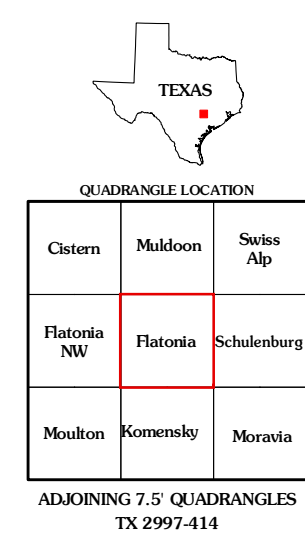 TEXAS
QUADRANGLE LOCATION
Cistern
Muldoon
Swiss
Alp
Flatonia
NW
Flatonia
Schulenburg
Moulton
Komensky
Moravia
ADJOINING 7.5' QUADRANGLES
TX 2997-414